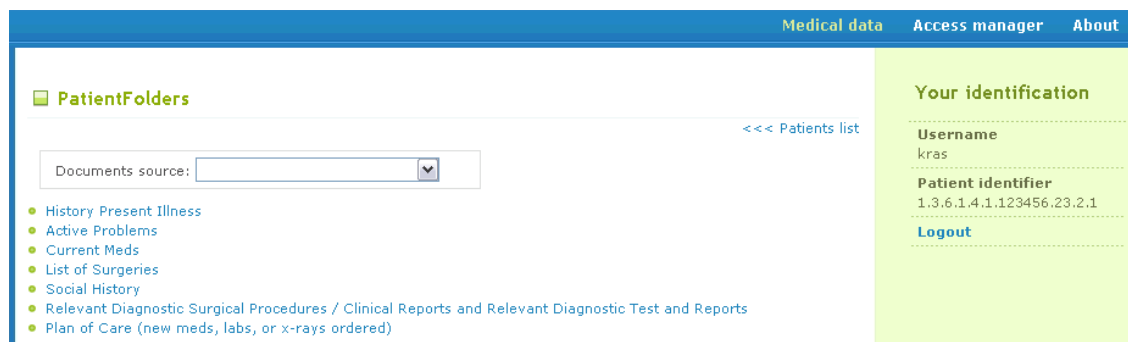 Medical data Access manager About
PatientFolders
<<< Patients list
Documents source:
History Present Illness
Active Problems
Current Meds
List of Surgeries
Social History
Relevant Diagnostic Surgical Procedures / Clinical Reports and Relevant Diagnostic Test and Reports
Plan of Care (new meds, labs, or x-rays ordered)
Your identification
Username
kras
Patient identifier
1.3.6.1.4.1.123456.23.2.1
Logout